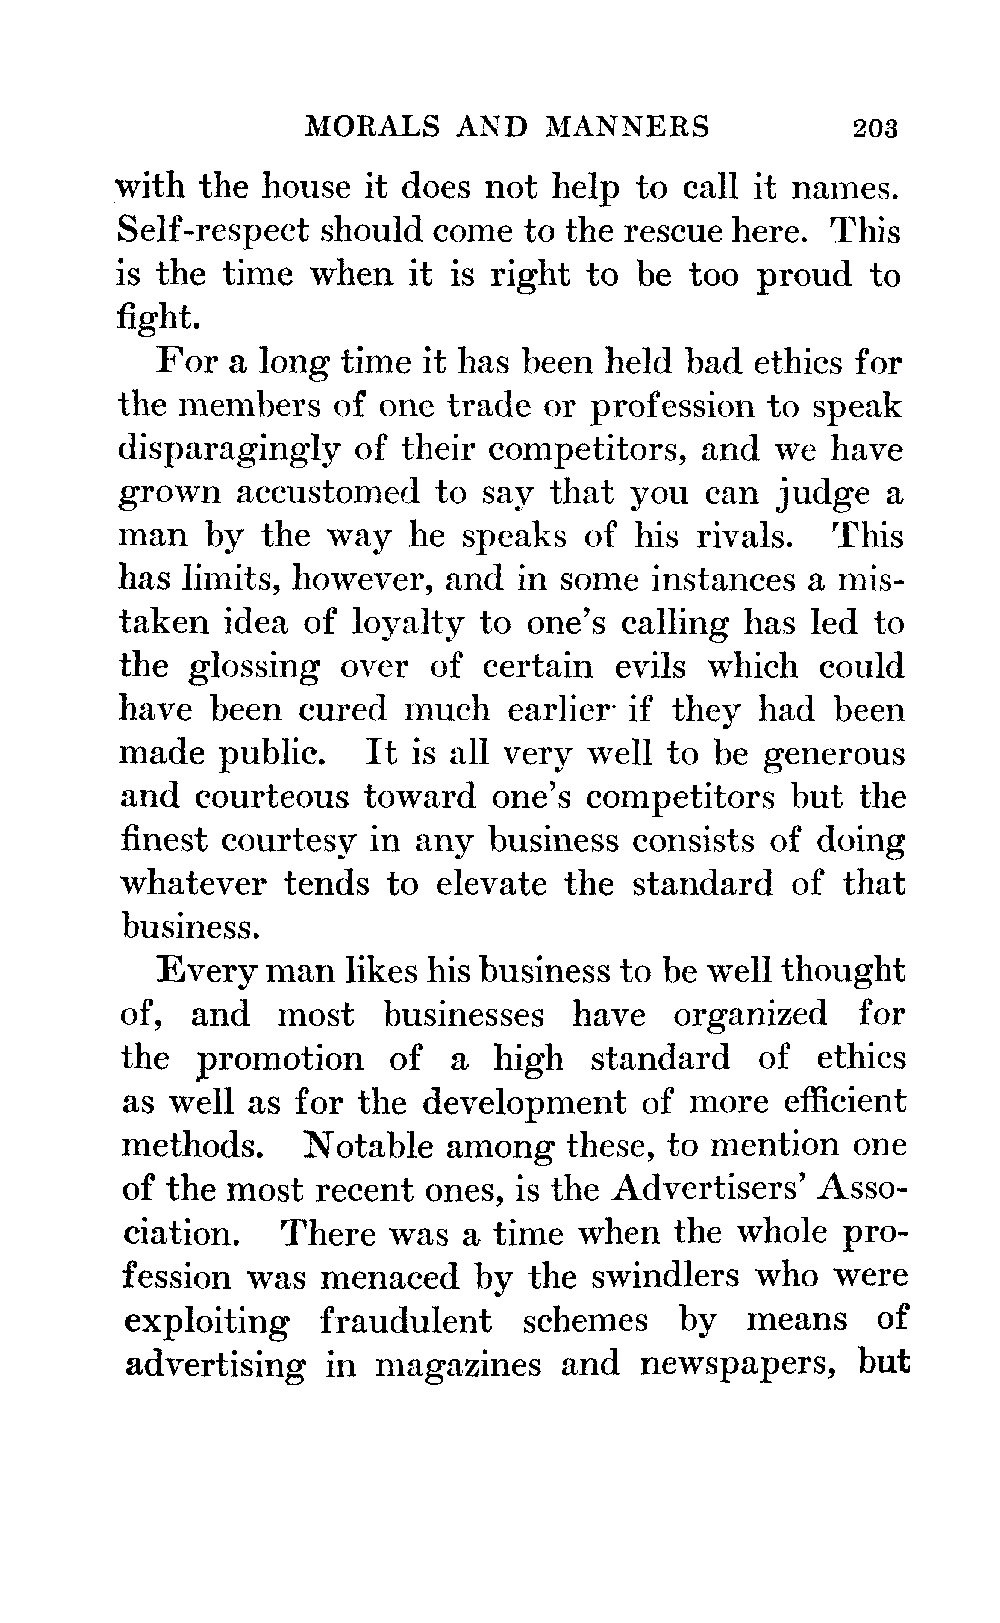 MORALS AND MANNERS 203
with the house it does not help to call it names.
Self-respect should come to the rescue here. This
is the time when it is right to be too proud to
fight.
For a long time it has been held bad ethics for
the members of one trade or profession to speak
disparagingly of their competitors, and we have
grown accustomed to say that you can judge a
man by the way he speaks of his rivals. This
has limits, however, and in some instances a mis-
taken idea of loyalty to one's calling has led to
the glossing over of certain evils which could
have been cured much earlier if they had been
made public. It is all very well to be generous
and courteous toward one's competitors but the
finest courtesy in any business consists of doing
whatever tends to elevate the standard of that
business.
Every man likes his business to be well thought
of, and most businesses have organized for
the promotion of a high standard of ethics
as well as for the development of more efficient
methods. Notable among these, to mention one
of the most recent ones, is the Advertisers' Asso-
ciation. There was a time when the whole pro-
fession was menaced by the swindlers who were
exploiting fraudulent schemes by means of
advertising in magazines and newspapers, but